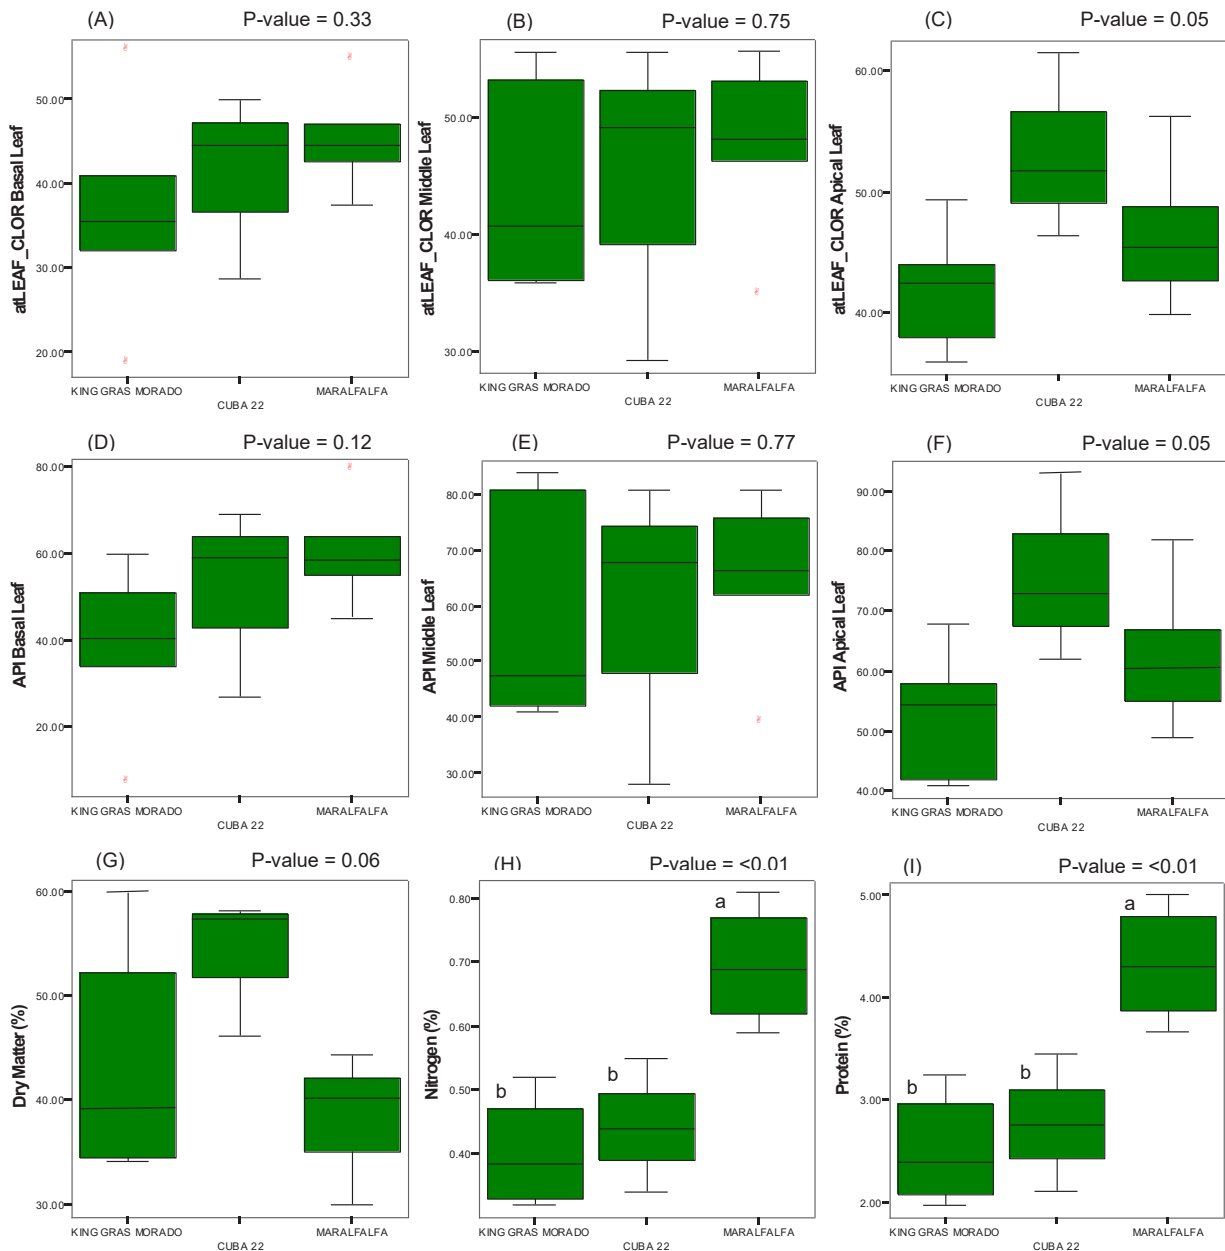 (A) P-value = 0.33
atLEAF_CLOR Basal Leaf
50.00
40.00
30.00
20.00
KING GRAS MORADO
CUBA 22
MARALFALFA
(B) P-value = 0.75
atLEAF_CLOR Middle Leaf
50.00
40.00
30.00
KING GRAS MORADO
CUBA 22
MARALFALFA
(C) P-value = 0.05
atLEAF_CLOR Apical Leaf
60.00
50.00
40.00
KING GRAS MORADO
CUBA 22
MARALFALFA
(D) P-value = 0.12
API Basal Leaf
80.00
60.00
40.00
20.00
KING GRAS MORADO
CUBA 22
MARALFALFA
(E) P-value = 0.77
API Middle Leaf
80.00
70.00
60.00
50.00
40.00
30.00
KING GRAS MORADO
CUBA 22
MARALFALFA
(F) P-value = 0.05
API Apical Leaf
90.00
80.00
70.00
60.00
50.00
40.00
KING GRAS MORADO
CUBA 22
MARALFALFA
(G) P-value = 0.06
Dry Matter (%)
60.00
50.00
40.00
30.00
KING GRAS MORADO
CUBA 22
MARALFALFA
(H) P-value = <0.01
Nitrogen (%)
0.80
0.70
0.60
0.50
0.40
b
b
a
KING GRAS MORADO
CUBA 22
MARALFALFA
(I) P-value = <0.01
Protein (%)
5.00
4.00
3.00
2.00
b
b
a
KING GRAS MORADO
CUBA 22
MARALFALFA